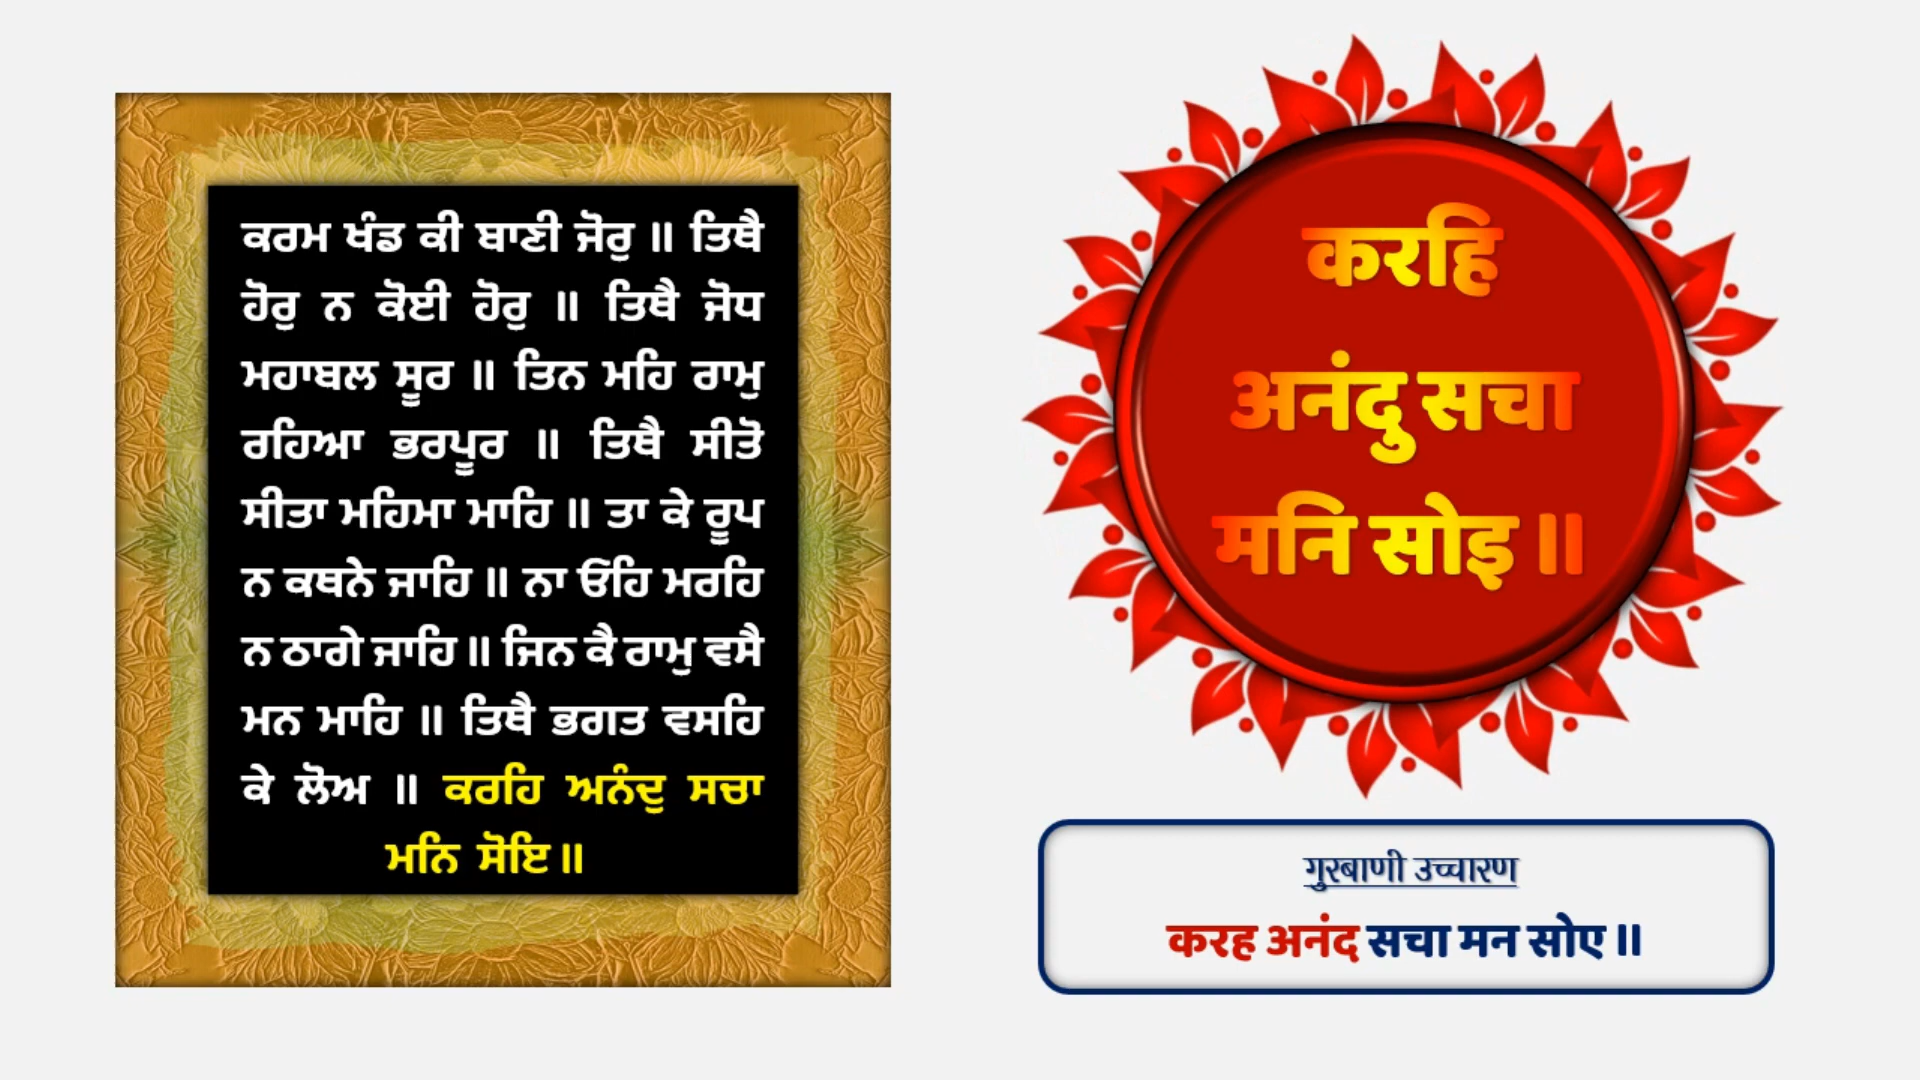 ਕਰਮ ਖੰਡ ਕੀ ਬਾਣੀ ਜੋਰੁ ॥ ਤਿਥੈ
ਹੋਰੁ ਨ ਕੋਈ ਹੋਰੁ ॥ ਤਿਥੈ ਜੋਧ
ਮਹਾਬਲ ਸੂਰ ॥ ਤਿਨ ਮਹਿ ਰਾਮੁ
ਰਹਿਆ ਭਰਪੂਰ ॥ ਤਿਥੈ ਸੀਤੋ
ਸੀਤਾ ਮਹਿਮਾ ਮਾਹਿ ॥ ਤਾ ਕੇ ਰੂਪ
ਨ ਕਥਨੇ ਜਾਹਿ ॥ ਨਾ ਓਹਿ ਮਰਹਿ
ਨ ਠਾਗੇ ਜਾਹਿ ॥ ਜਿਨ ਕੈ ਰਾਮੁ ਵਸੈ
ਮਨ ਮਾਹਿ ॥ ਤਿਥੈ ਭਗਤ ਵਸਹਿ
ਕੇ ਲੋਅ ॥ ਕਰਹਿ ਅਨੰਦੁ ਸਚਾ
ਮਨਿ ਸੋਇ ॥
करहि
अनंदु सचा
मनि सोइ ॥
गुरबाणी उच्चारण
करह अनंद सचा मन सोए ॥